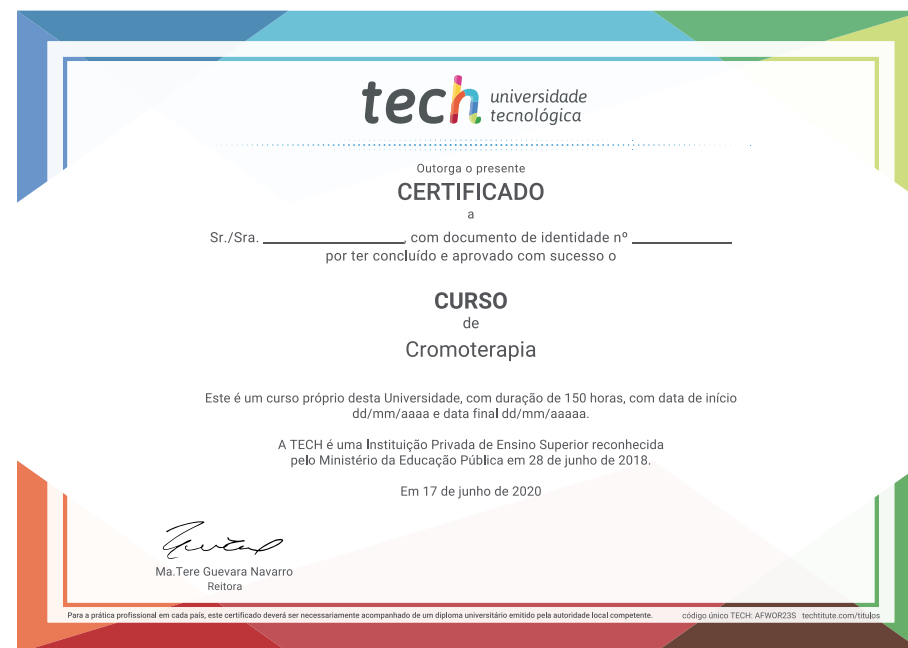 tech universidade
tecnológica
Outorga o presente
CERTIFICADO
a
Sr./Sra. ____________, com documento de identidade nº ____________
por ter concluído e aprovado com sucesso o
CURSO
de
Cromoterapia
Este é um curso próprio desta Universidade, com duração de 150 horas, com data de início
dd/mm/aaaa e data final dd/mm/aaaaa.
A TECH é uma Instituição Privada de Ensino Superior reconhecida
pelo Ministério da Educação Pública em 28 de junho de 2018.
Em 17 de junho de 2020
Ma.Tere Guevara Navarro
Reitora
Para a prática profissional em cada país, este certificado deverá ser necessariamente acompanhado de um diploma universitário emitido pela autoridade local competente. código único TECH: AFWOR23S techtitute.com/titulos